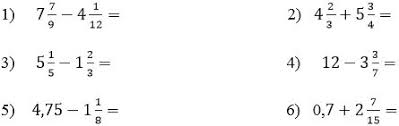 1) 7 7/9 − 4 1/12 = 2) 4 2/3 + 5 3/4 =
3) 5 1/5 − 1 2/3 = 4) 12 − 3 3/7 =
5) 4,75 − 1 1/8 = 6) 0,7 + 2 7/15 =